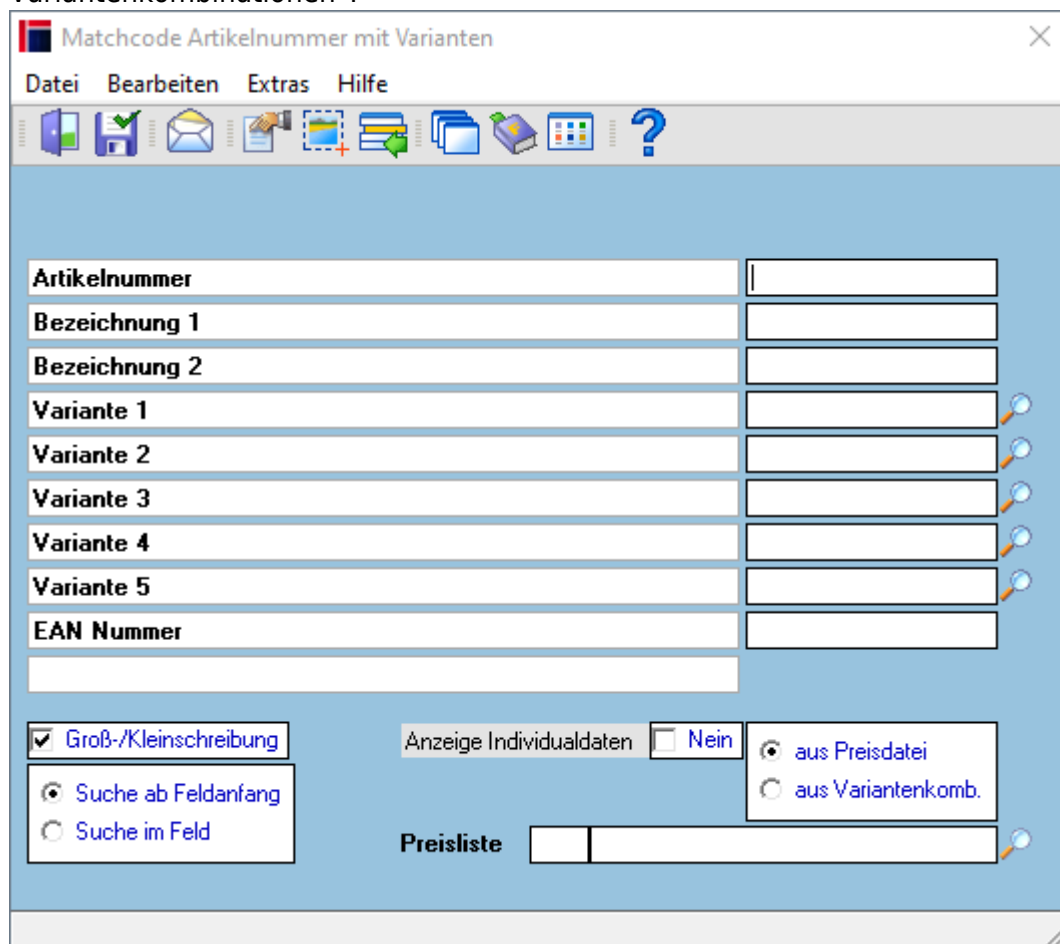 Variantenkombinationen".
Matchcode Artikelnummer mit Varianten
Datei Bearbeiten Extras Hilfe
Artikelnummer
Bezeichnung 1
Bezeichnung 2
Variante 1
Variante 2
Variante 3
Variante 4
Variante 5
EAN Nummer
Groß-/Kleinschreibung
Anzeige Individualdaten Nein
aus Preisdatei
Suche ab Feldanfang
aus Variantenkomb.
Suche im Feld
Preisliste